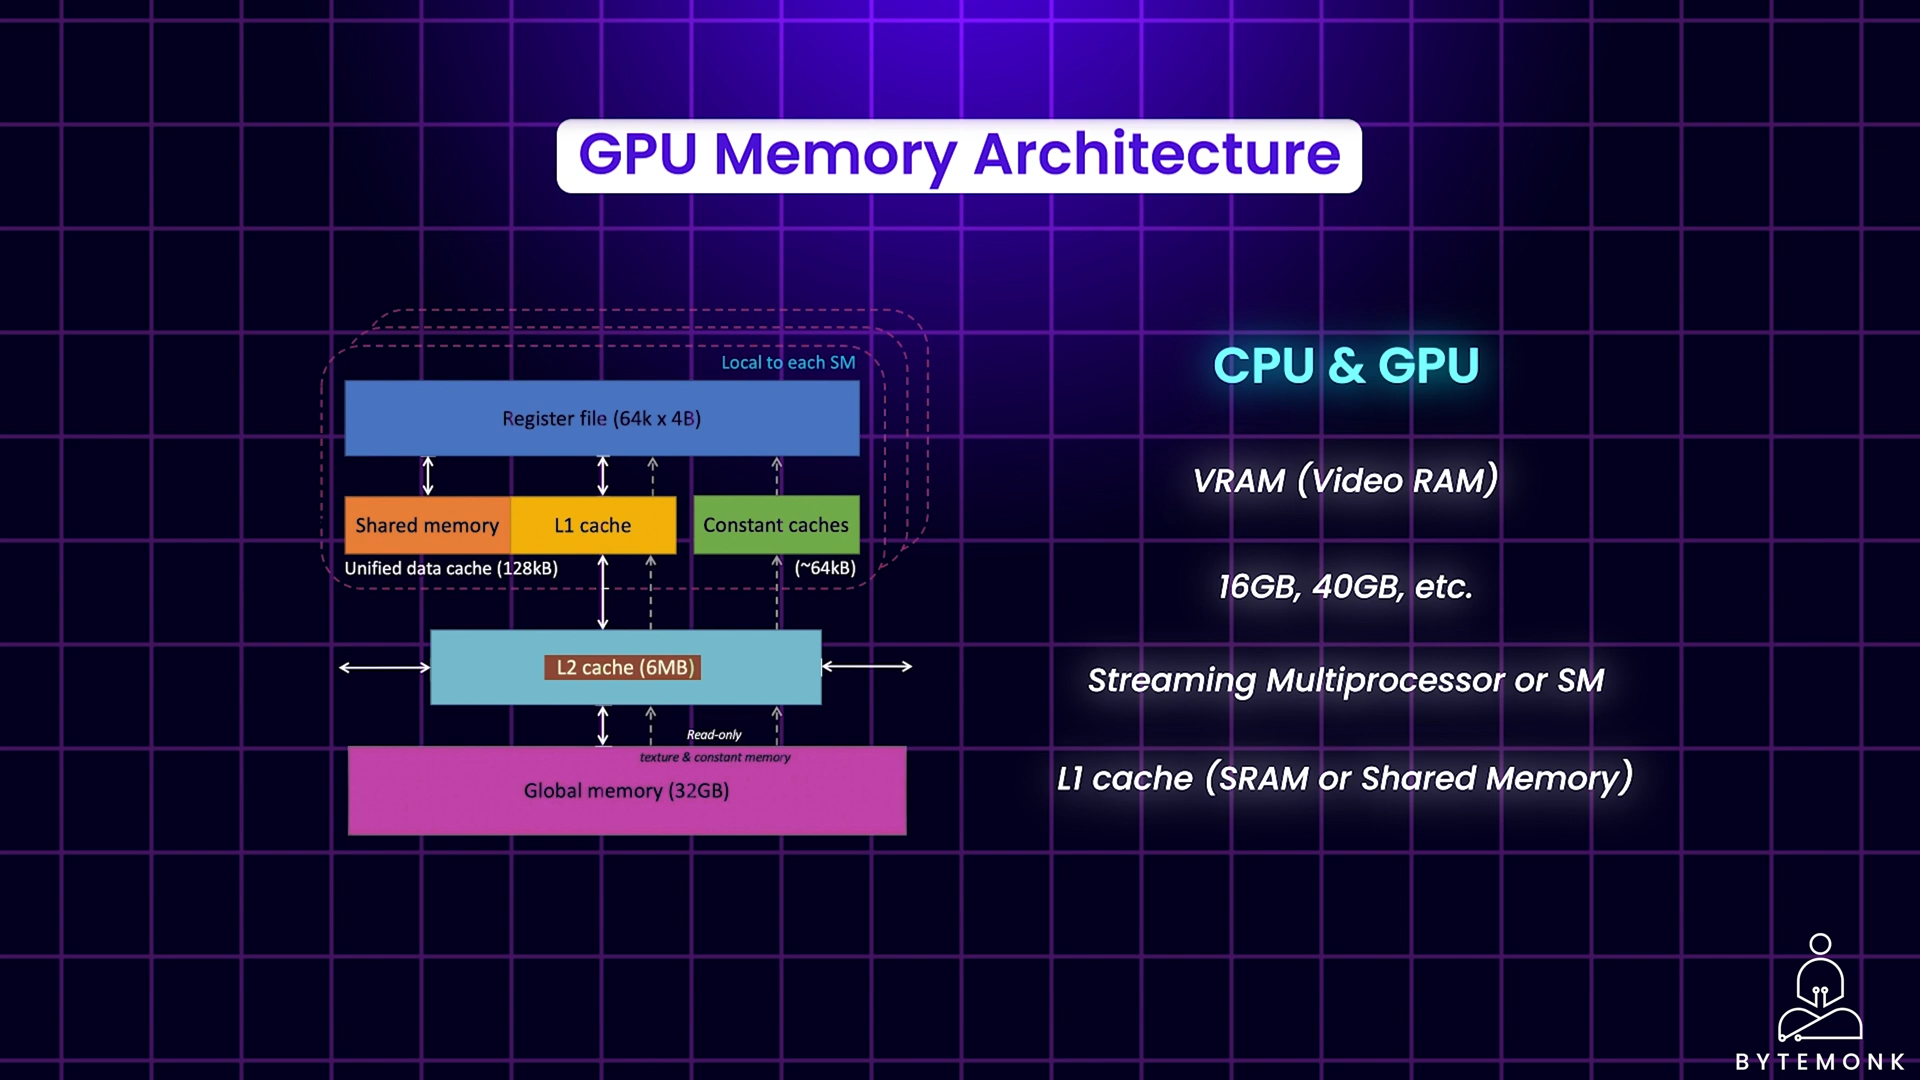 GPU Memory Architecture
Local to each SM
Register file (64k x 4B)
Shared memory
L1 cache
Constant caches
Unified data cache (128kB)
(~64kB)
L2 cache (6MB)
Read-only
texture & constant memory
Global memory (32GB)
CPU & GPU
VRAM (Video RAM)
16GB, 40GB, etc.
Streaming Multiprocessor or SM
L1 cache (SRAM or Shared Memory)
BYTEMONK